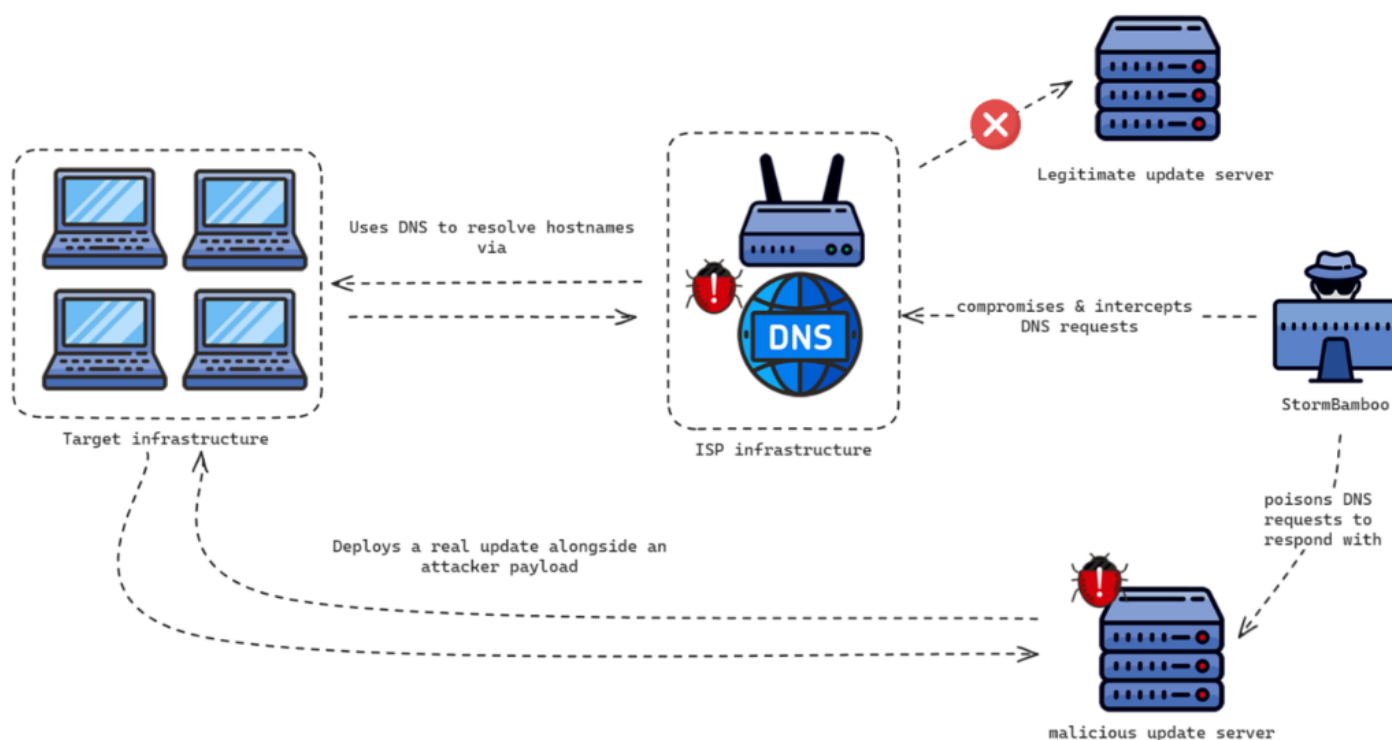 Legitimate update server
Uses DNS to resolve hostnames
via
DNS
compromises & intercepts
DNS requests
StormBamboo
Target infrastructure
ISP infrastructure
poisons DNS
requests to
respond with
Deploys a real update alongside an
attacker payload
malicious update server